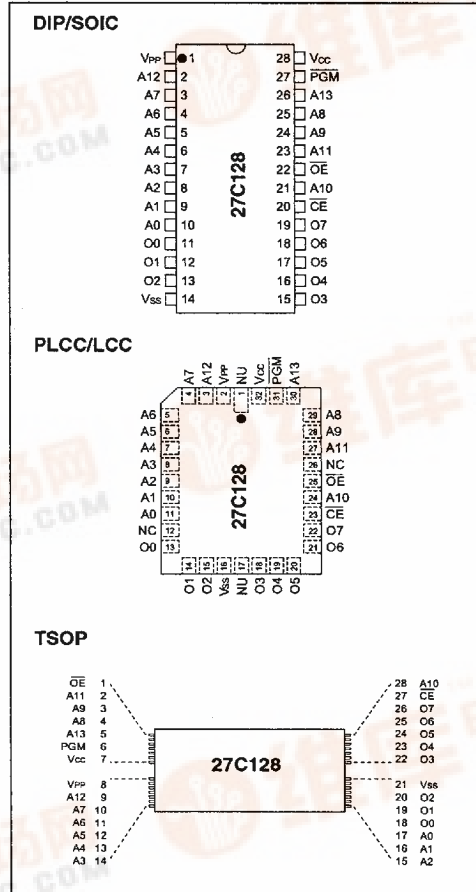 DIP/SOIC
VPP 1 28 VCC
A12 2 27 PGM
A7 3 26 A13
A6 4 25 A8
A5 5 24 A9
A4 6 23 A11
A3 7 22 OE
A2 8 21 A10
A1 9 20 CE
A0 10 19 O7
O0 11 18 O6
O1 12 17 O5
O2 13 16 O4
VSS 14 15 O3
27C128
PLCC/LCC
A7 A12 VPP NU VCC PGM A13
4 3 2 1 32 31 30
A6 5 29 A8
A5 6 28 A9
A4 7 27 A11
A3 8 26 NC
A2 9 25 OE
A1 10 24 A10
A0 11 23 CE
NC 12 22 O7
O0 13 21 O6
27C128
14 15 16 17 18 19 20
O1 O2 VSS NU O3 O4 O5
TSOP
OE 1 28 A10
A11 2 27 CE
A9 3 26 O7
A8 4 25 O6
A13 5 24 O5
PGM 6 23 O4
VCC 7 22 O3
27C128
VPP 8 21 VSS
A12 9 20 O2
A7 10 19 O1
A6 11 18 O0
A5 12 17 A0
A4 13 16 A1
A3 14 15 A2